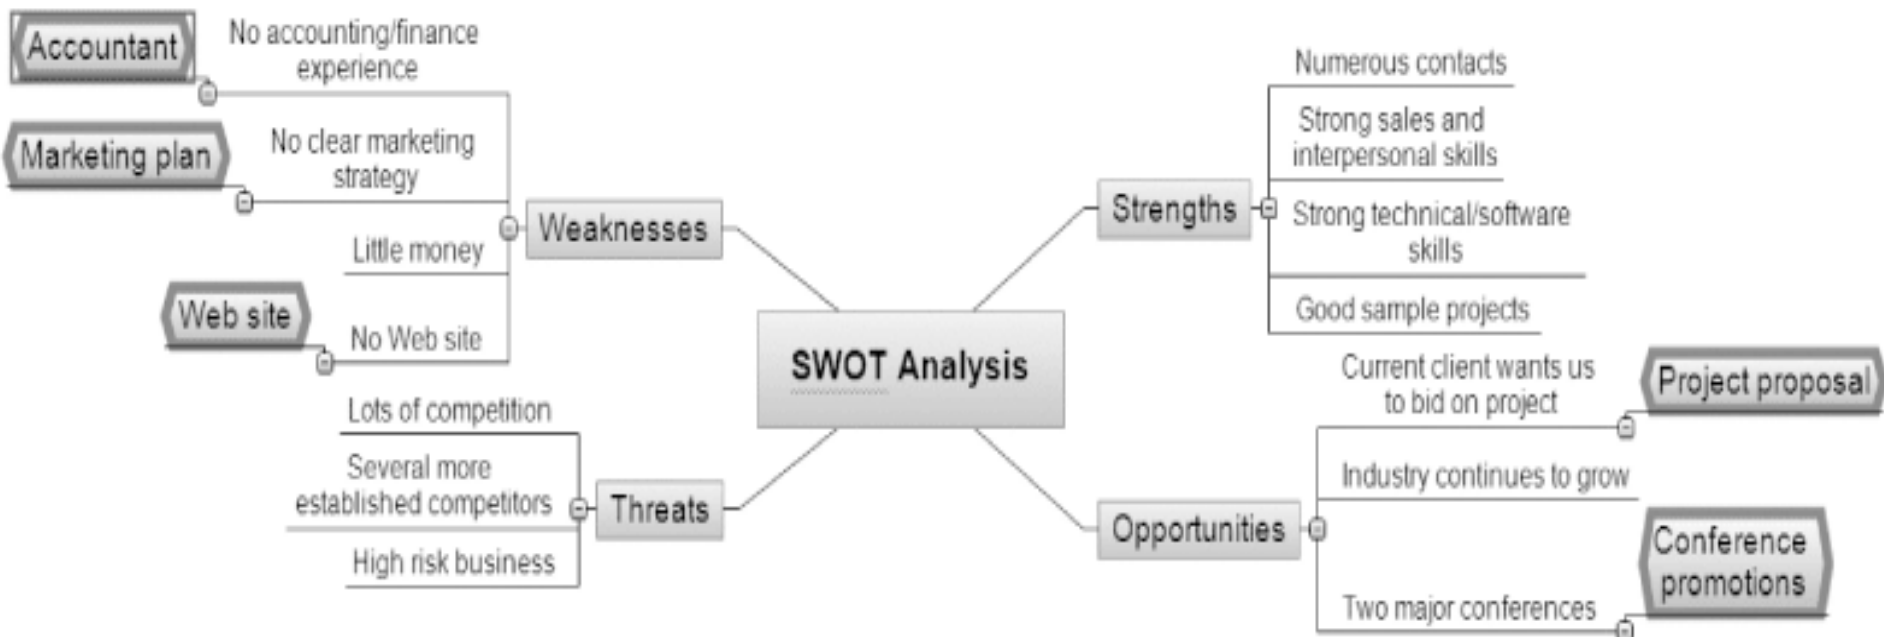 Accountant
No accounting/finance
experience
Marketing plan
No clear marketing
strategy
Weaknesses
Little money
Web site
No Web site
Lots of competition
Several more
established competitors
Threats
High risk business
SWOT Analysis
Numerous contacts
Strong sales and
interpersonal skills
Strengths
Strong technical/software
skills
Good sample projects
Current client wants us
to bid on project
Project proposal
Industry continues to grow
Opportunities
Conference
promotions
Two major conferences